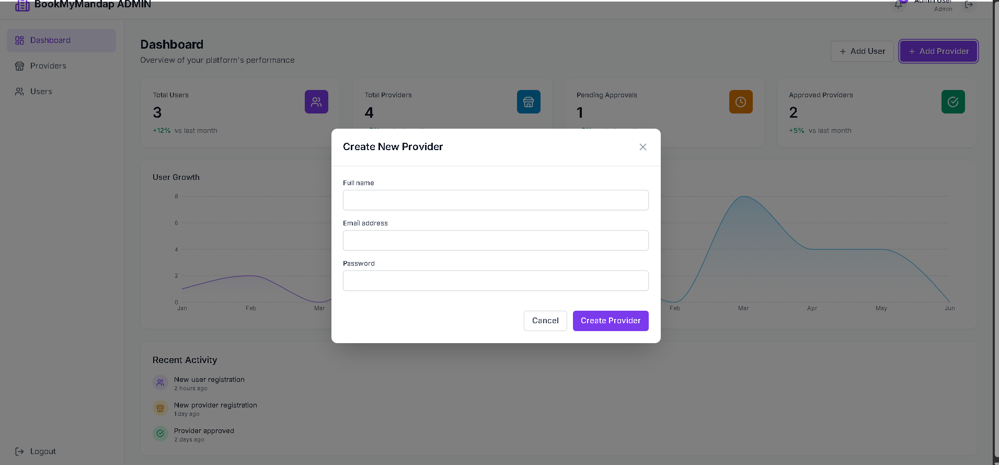 BookMyMandap ADMIN
Admin User
Admin
Dashboard
Providers
Users
Logout
Dashboard
Overview of your platform's performance
+ Add User
+ Add Provider
Total Users
3
+12% vs last month
Total Providers
4
Pending Approvals
1
Approved Providers
2
+5% vs last month
User Growth
8
6
4
2
0
Jan
Feb
Mar
Feb
Mar
Apr
May
Jun
Create New Provider
Full name
Email address
Password
Cancel
Create Provider
Recent Activity
New user registration
2 hours ago
New provider registration
1 day ago
Provider approved
2 days ago